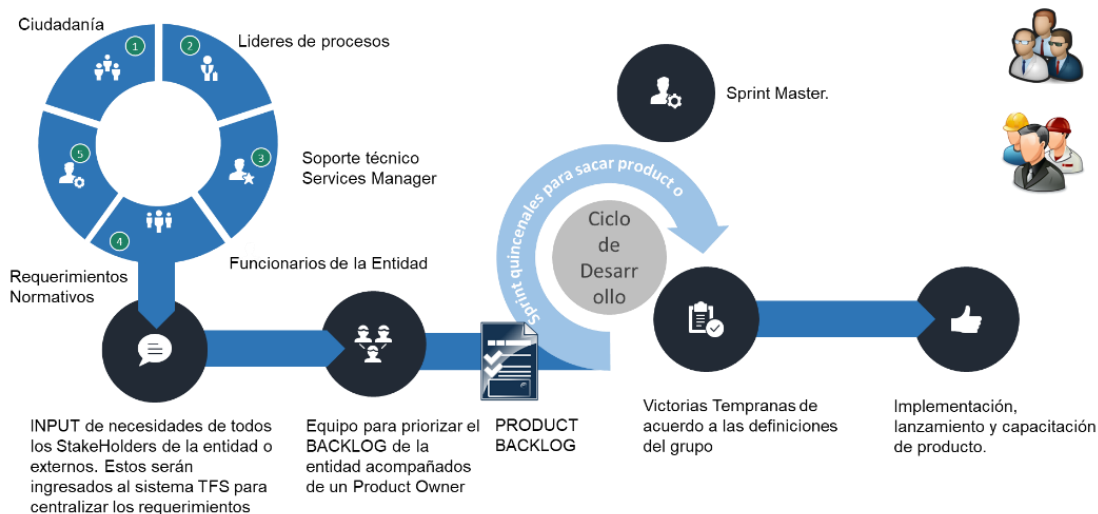 Ciudadanía
1
2
Lideres de procesos
5
3
Soporte técnico
Services Manager
4
Funcionarios de la Entidad
Requerimientos
Normativos
Sprint Master.
Sprint quincenales para sacar product o
Ciclo
de
Desarr
ollo
INPUT de necesidades de todos
los StakeHolders de la entidad o
externos. Estos serán
ingresados al sistema TFS para
centralizar los requerimientos
Equipo para priorizar el
BACKLOG de la
entidad acompañados
de un Product Owner
PRODUCT
BACKLOG
Victorias Tempranas de
acuerdo a las definiciones
del grupo
Implementación,
lanzamiento y capacitación
de producto.